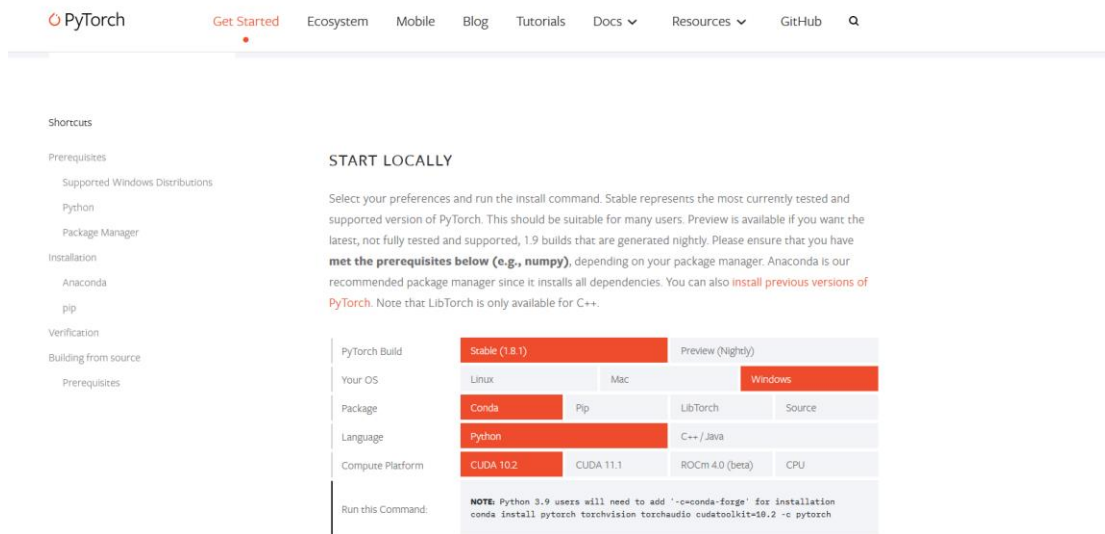 PyTorch Get Started Ecosystem Mobile Blog Tutorials Docs Resources GitHub
Shortcuts
Prerequisites
Supported Windows Distributions
Python
Package Manager
Installation
Anaconda
pip
Verification
Building from source
Prerequisites
START LOCALLY
Select your preferences and run the install command. Stable represents the most currently tested and
supported version of PyTorch. This should be suitable for many users. Preview is available if you want the
latest, not fully tested and supported, 1.9 builds that are generated nightly. Please ensure that you have
met the prerequisites below (e.g., numpy), depending on your package manager. Anaconda is our
recommended package manager since it installs all dependencies. You can also install previous versions of
PyTorch. Note that LibTorch is only available for C++.
PyTorch Build Stable (1.8.1) Preview (Nightly)
Your OS Linux Mac Windows
Package Conda Pip LibTorch Source
Language Python C++ / Java
Compute Platform CUDA 10.2 CUDA 11.1 ROCm 4.0 (beta) CPU
Run this Command:
NOTE: Python 3.9 users will need to add '-c=conda-forge' for installation
conda install pytorch torchvision torchaudio cudatoolkit=10.2 -c pytorch